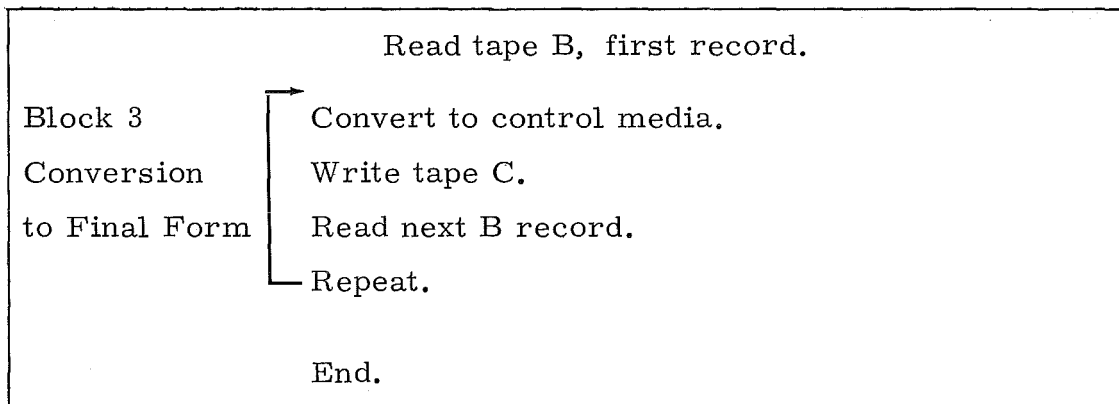 Read tape B, first record.
Block 3 Convert to control media.
Conversion Write tape C.
to Final Form Read next B record.
Repeat.
End.